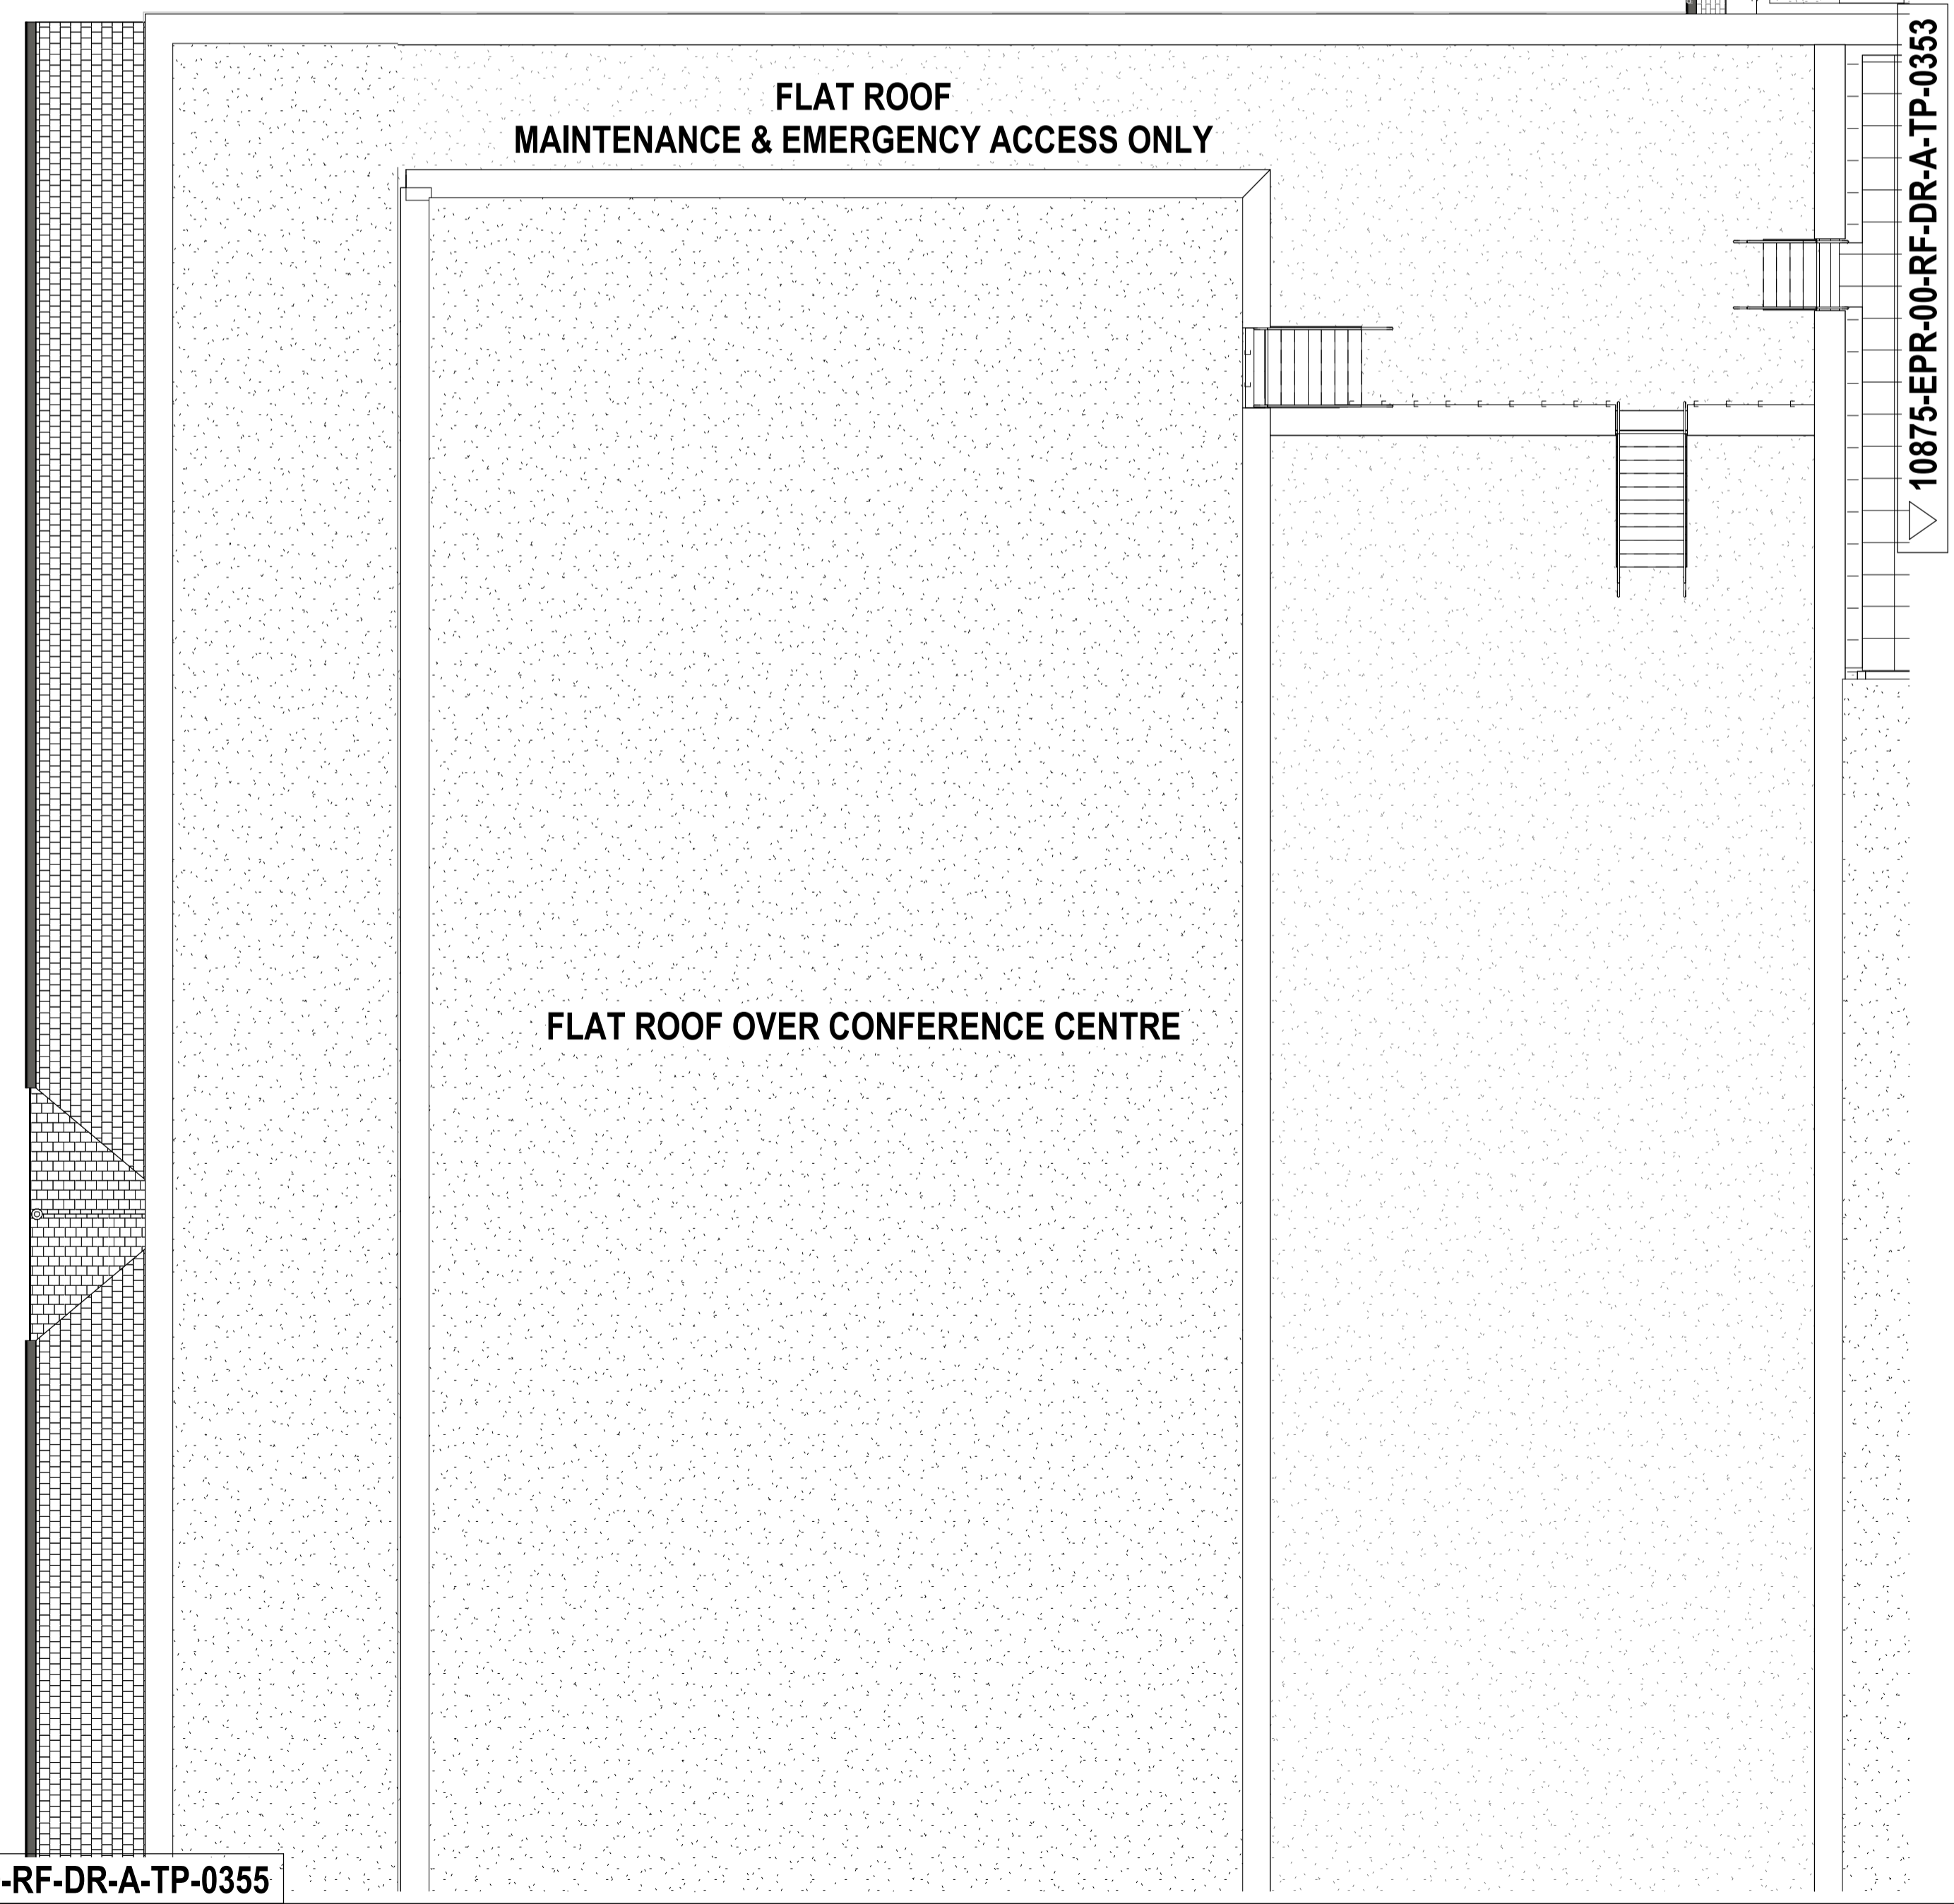 FLAT ROOF
MAINTENANCE & EMERGENCY ACCESS ONLY
10875-EPR-00-RF-DR-A-TP-0353
FLAT ROOF OVER CONFERENCE CENTRE
-RF-DR-A-TP-0355